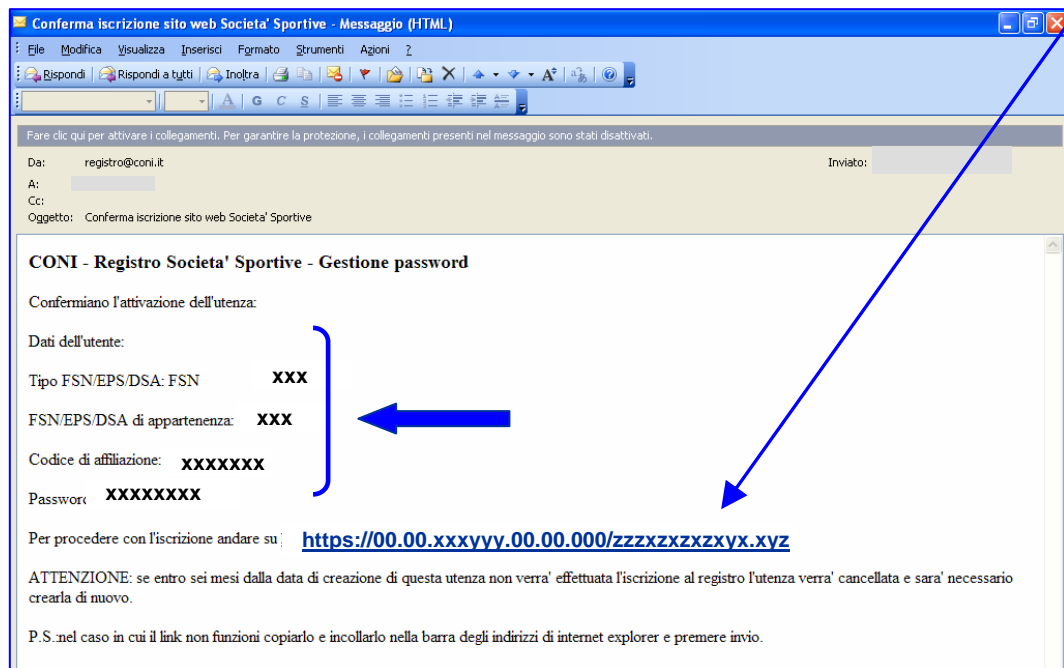 Conferma iscrizione sito web Societa' Sportive - Messaggio (HTML)
File Modifica Visualizza Inserisci Formato Strumenti Azioni ?
Rispondi Rispondi a tutti Inoltra
A G C S
Fare clic qui per attivare i collegamenti. Per garantire la protezione, i collegamenti presenti nel messaggio sono stati disattivati.
Da: registro@coni.it Inviato:
A:
Cc:
Oggetto: Conferma iscrizione sito web Societa' Sportive
CONI - Registro Societa' Sportive - Gestione password
Confermiano l'attivazione dell'utenza:
Dati dell'utente:
Tipo FSN/EPS/DSA: FSN xxx
FSN/EPS/DSA di appartenenza: xxx
Codice di affiliazione: xxxxxxx
Password xxxxxxxx
Per procedere con l'iscrizione andare su https://00.00.xxxyyy.00.00.000/zzzxzxzxzxyx.xyz
ATTENZIONE: se entro sei mesi dalla data di creazione di questa utenza non verra' effettuata l'iscrizione al registro l'utenza verra' cancellata e sara' necessario
crearla di nuovo.
P.S.:nel caso in cui il link non funzioni copiarlo e incollarlo nella barra degli indirizzi di internet explorer e premere invio.